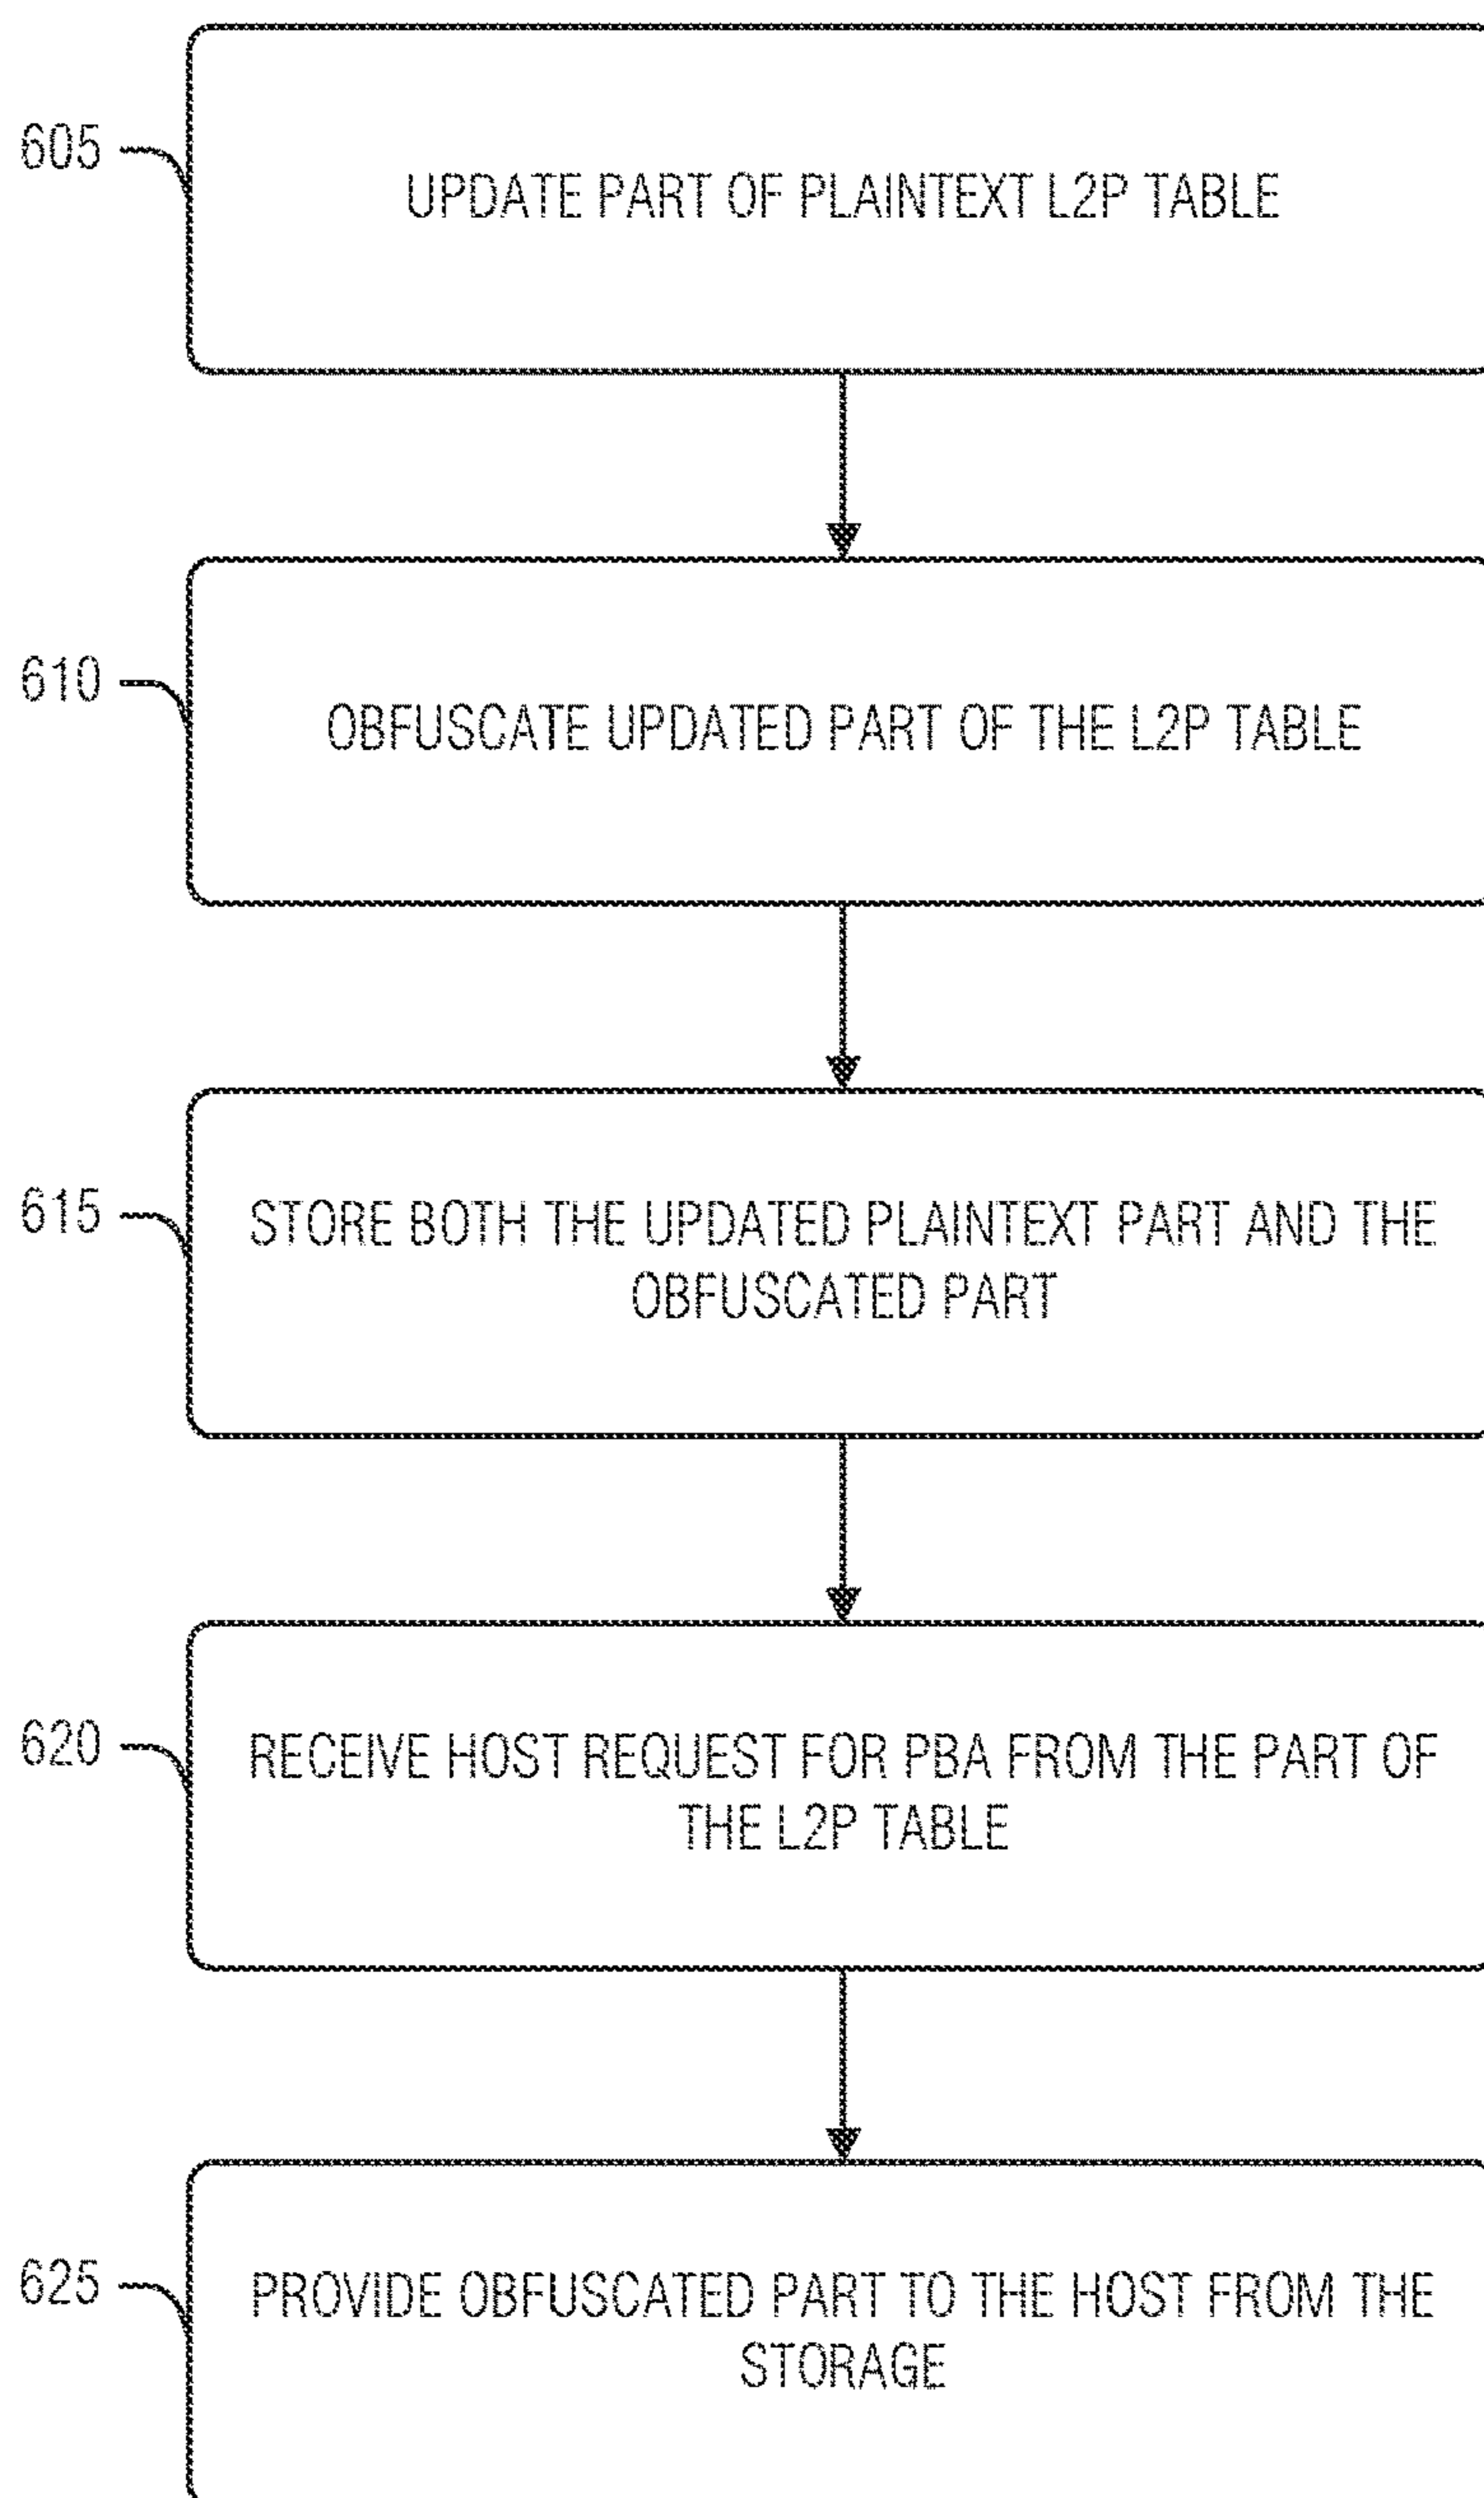 605
UPDATE PART OF PLAINTEXT L2P TABLE
610
OBFUSCATE UPDATED PART OF THE L2P TABLE
615
STORE BOTH THE UPDATED PLAINTEXT PART AND THE
OBFUSCATED PART
620
RECEIVE HOST REQUEST FOR PBA FROM THE PART OF
THE L2P TABLE
625
PROVIDE OBFUSCATED PART TO THE HOST FROM THE
STORAGE